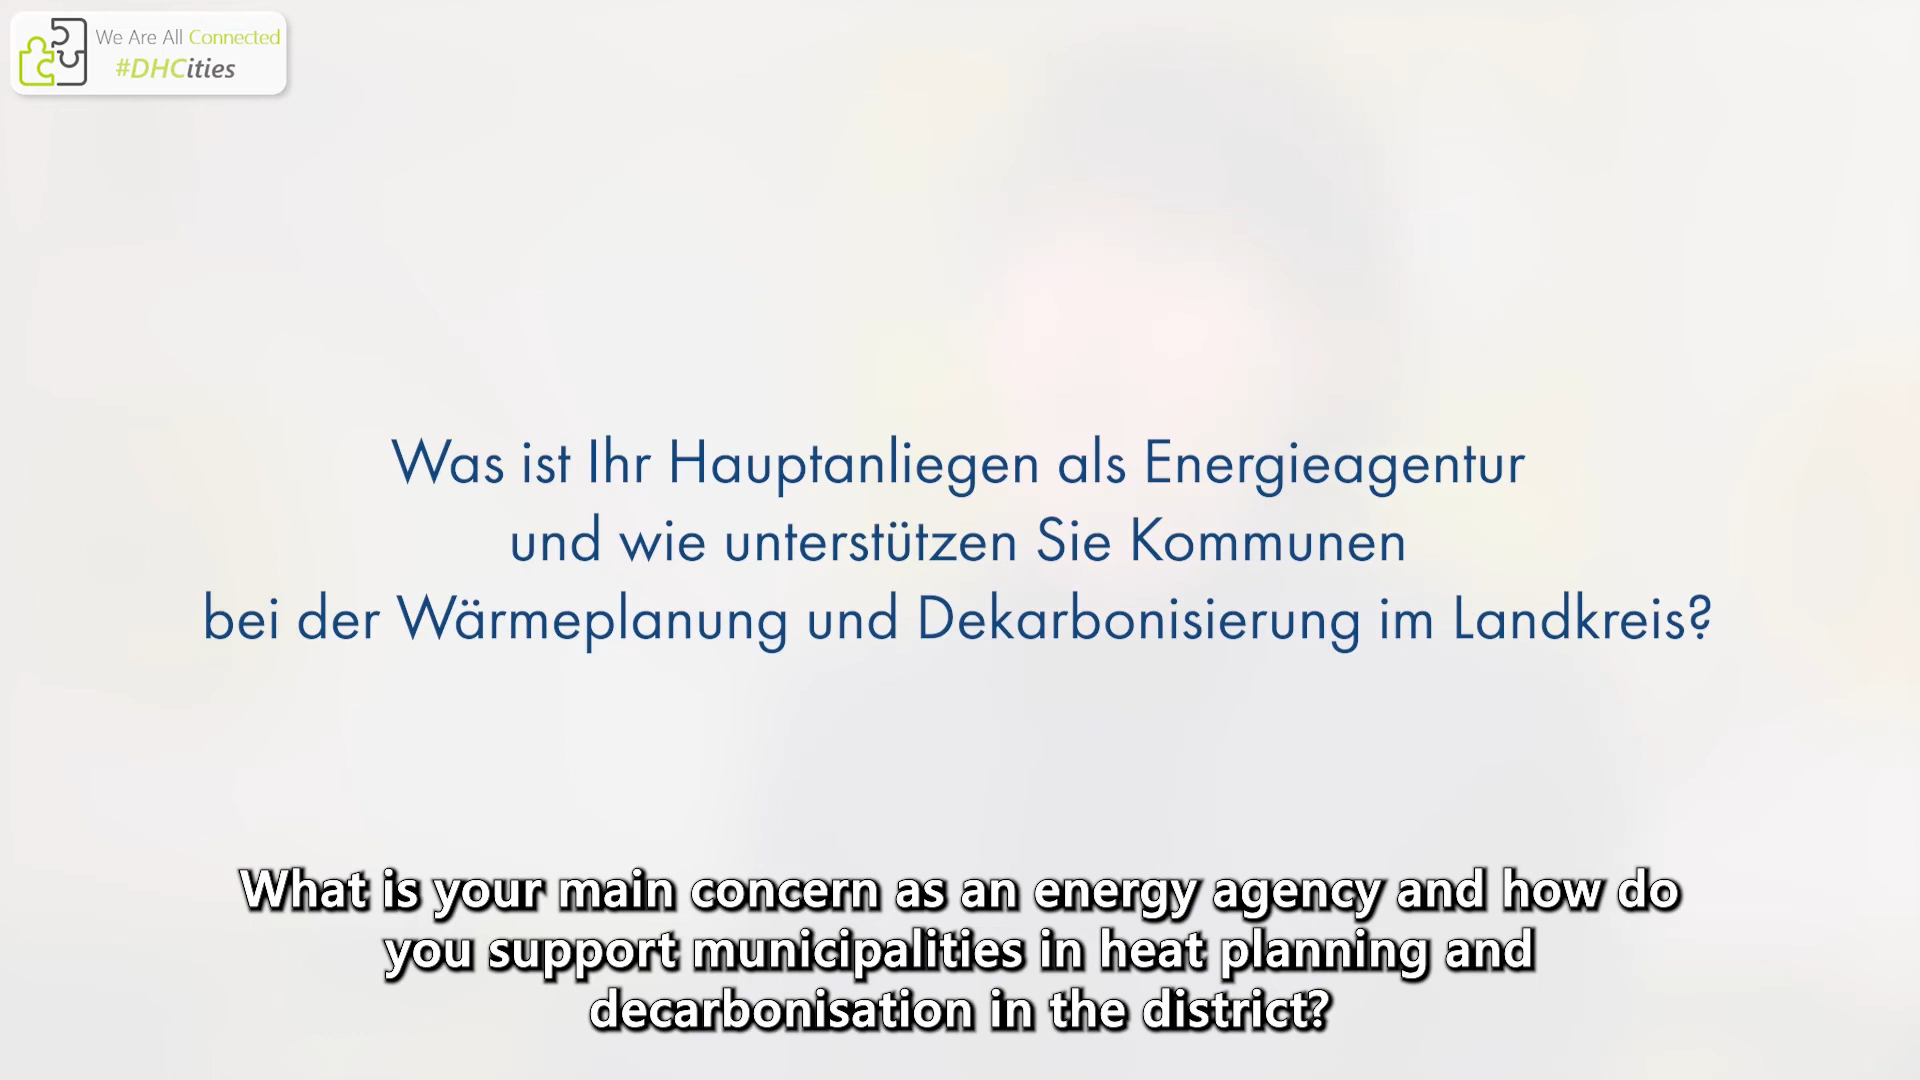 We Are All Connected
#DHCities
Was ist Ihr Hauptanliegen als Energieagentur
und wie unterstützen Sie Kommunen
bei der Wärmeplanung und Dekarbonisierung im Landkreis?
What is your main concern as an energy agency and how do
you support municipalities in heat planning and
decarbonisation in the district?